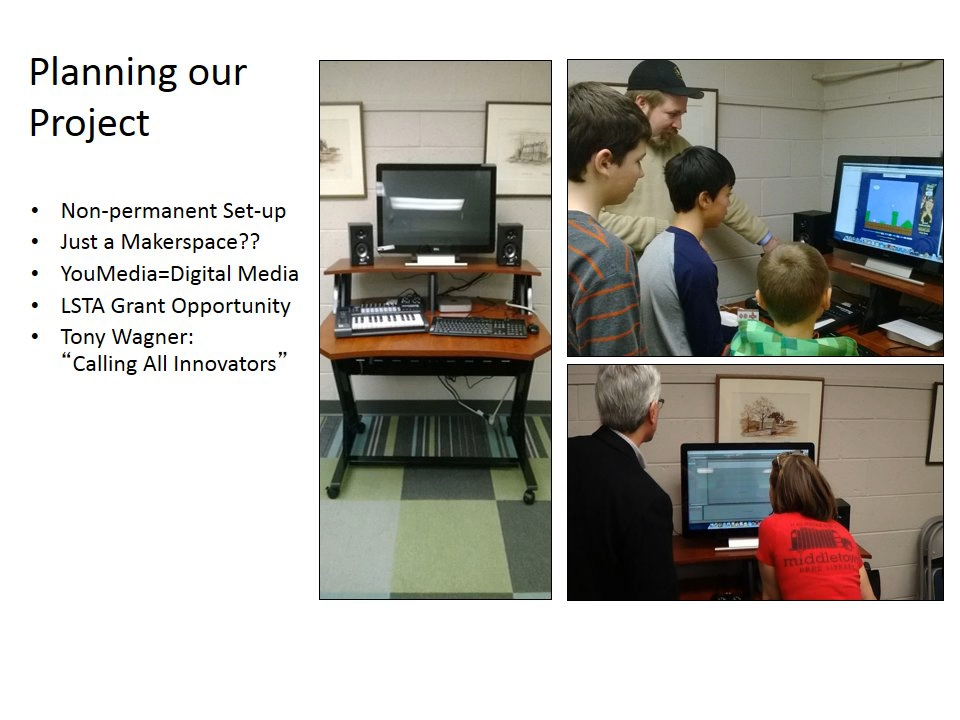 Planning our
Project
• Non-permanent Set-up
• Just a Makerspace??
• YouMedia=Digital Media
• LSTA Grant Opportunity
• Tony Wagner:
“Calling All Innovators”
middletown